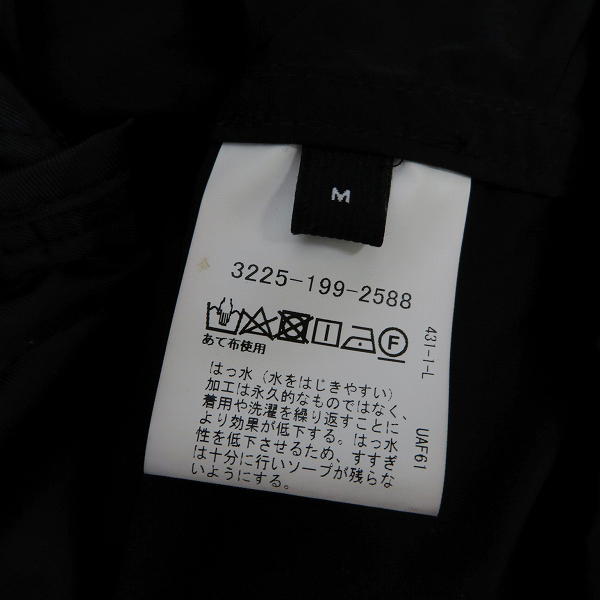 M
3225-199-2588
F
あて布使用
はっ水（水をはじきやすい）
加工は永久的なものではなく、
着用や洗濯を繰り返すことに
より効果が低下する。はっ水
性を低下させるため、すすぎ
は十分に行いソープが残らな
いようにする。
431-1-L
UAF61